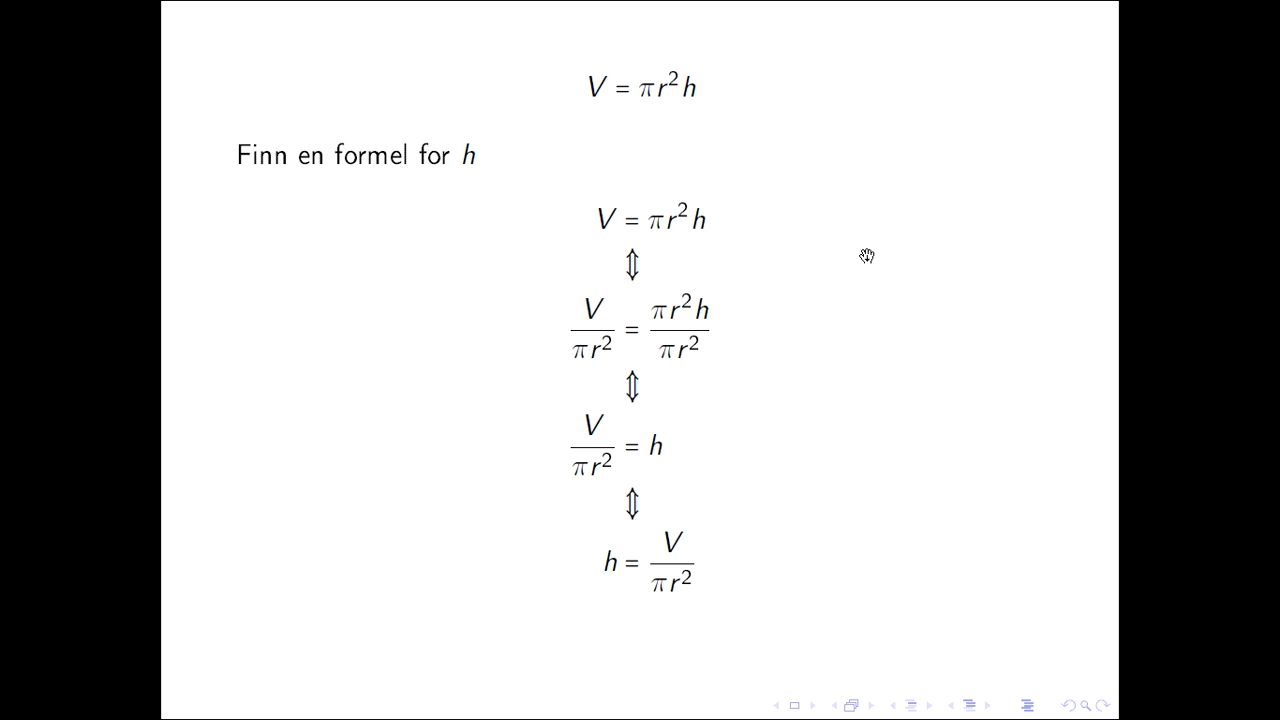 V = πr²h
Finn en formel for h
V = πr²h
⇕
V/πr² = πr²h/πr²
⇕
V/πr² = h
⇕
h = V/πr²